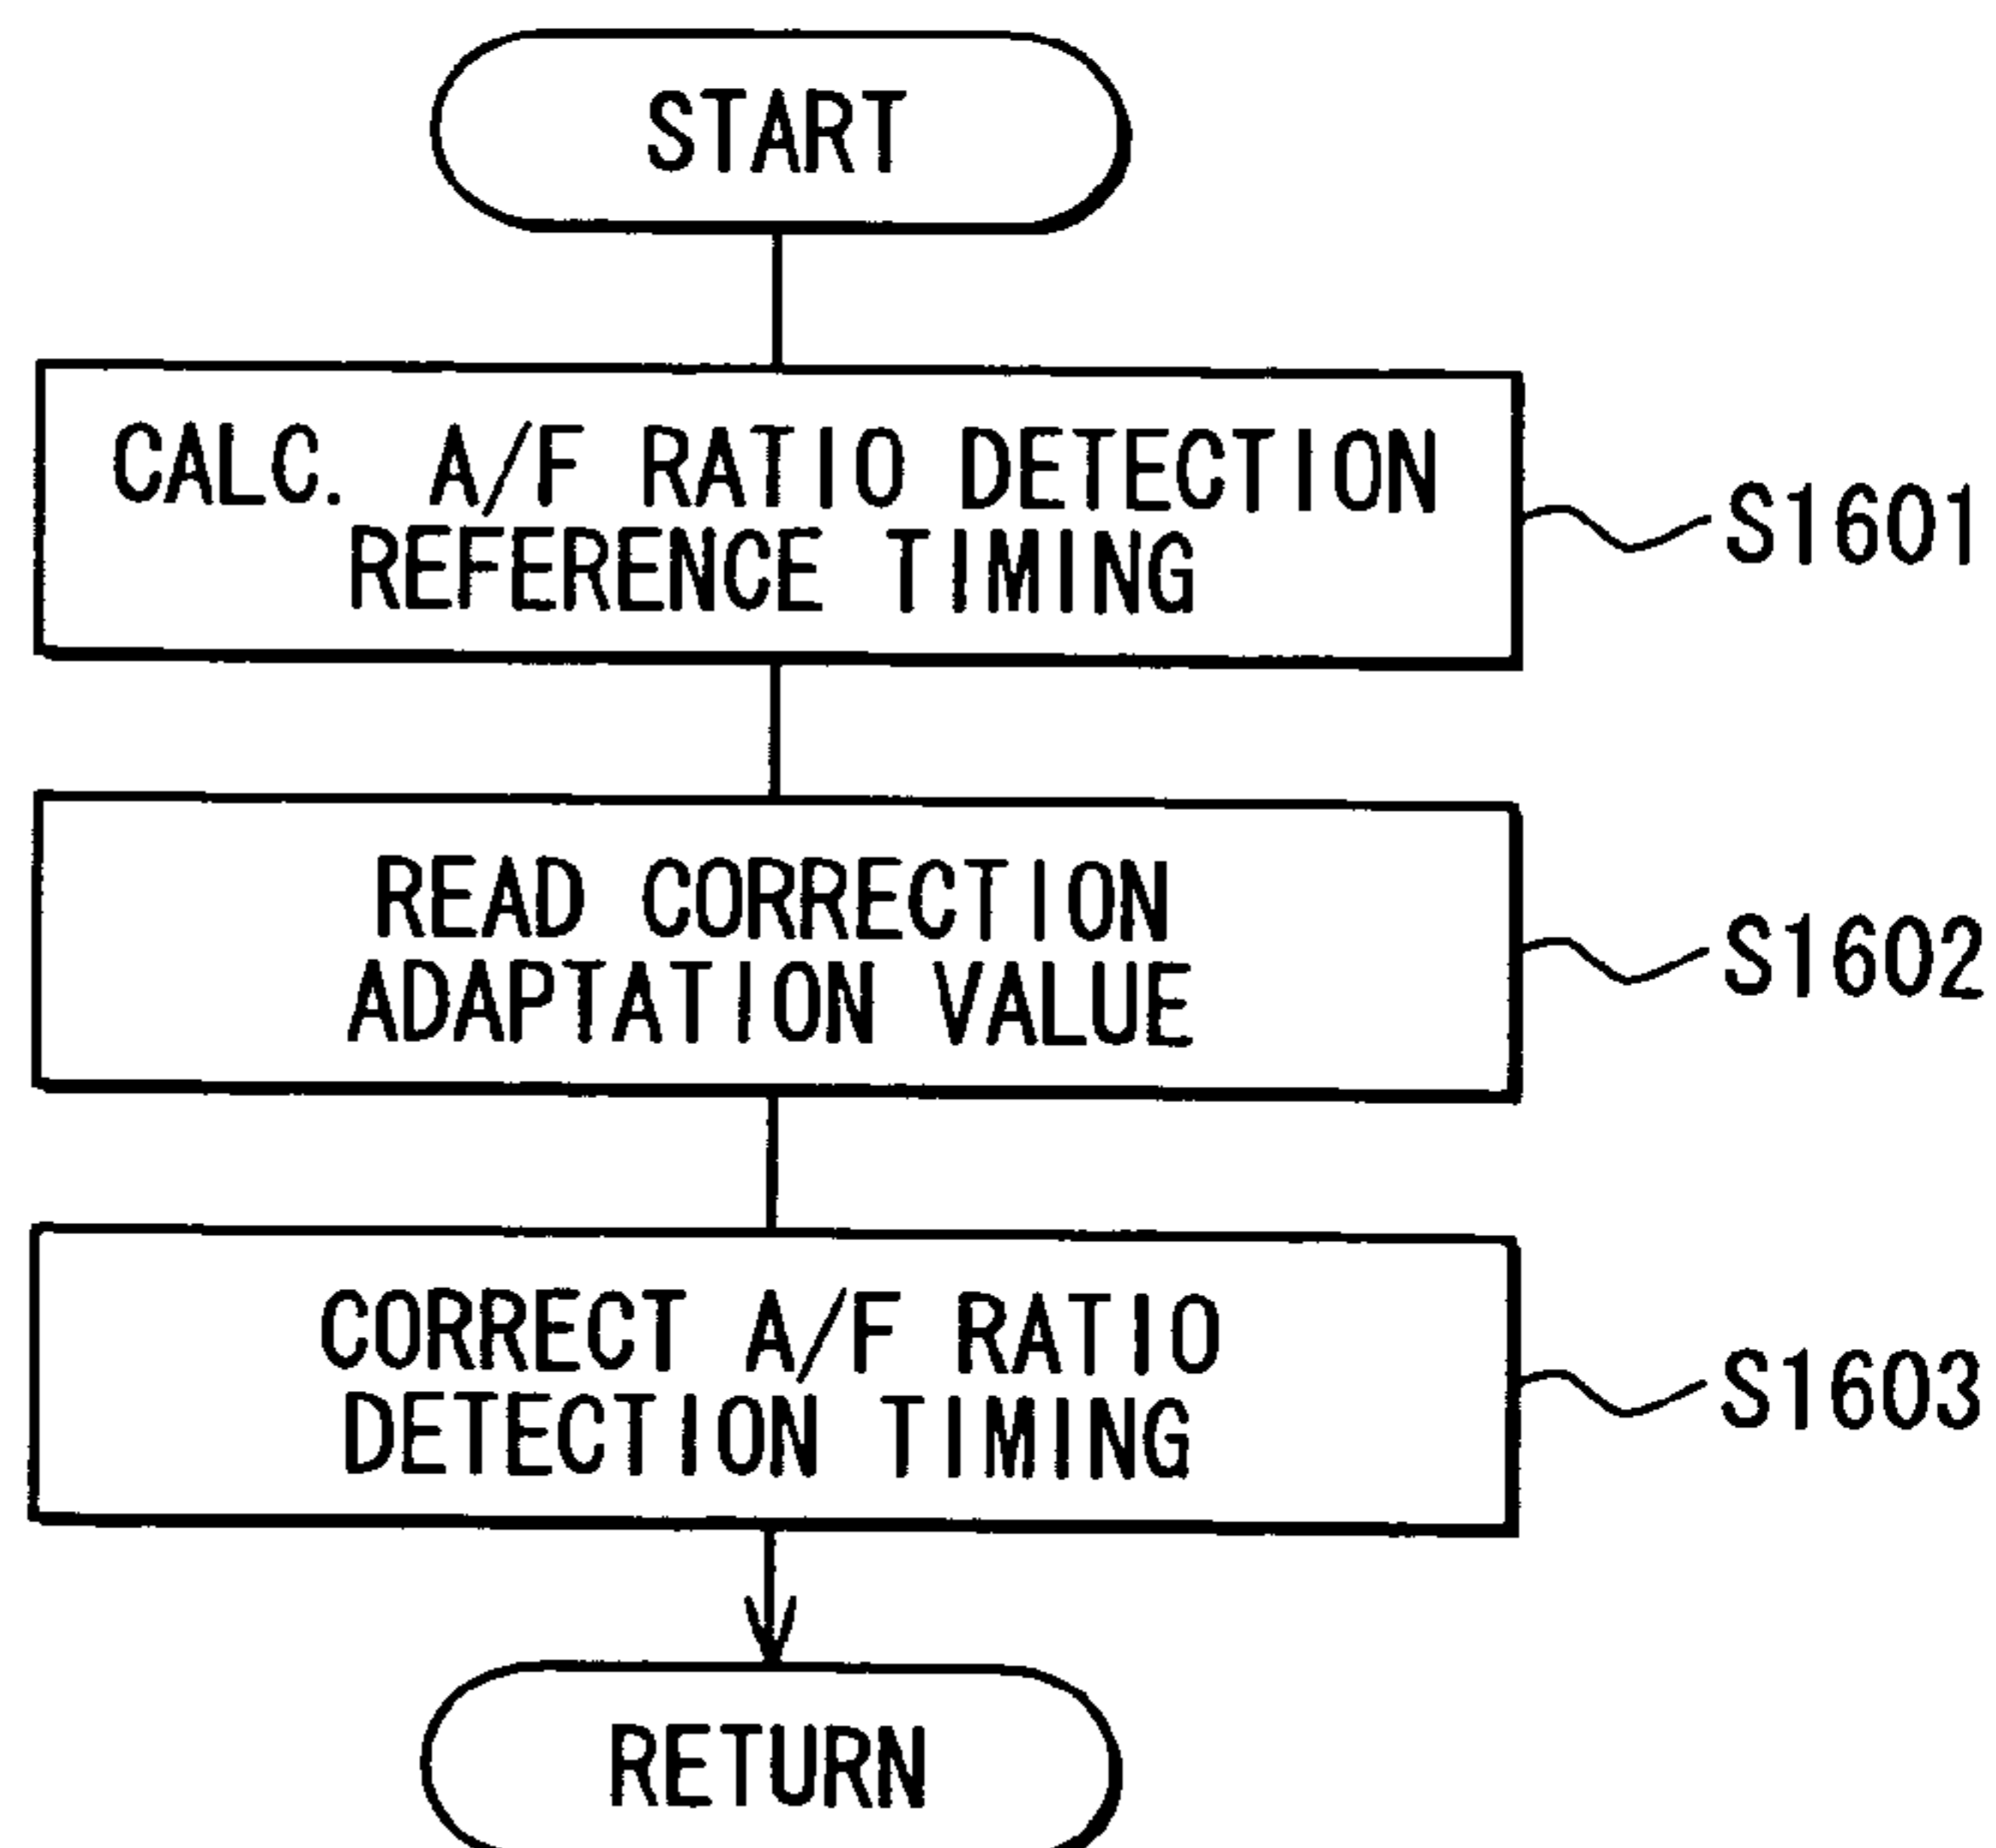 START
CALC. A/F RATIO DETECTION
REFERENCE TIMING
S1601
READ CORRECTION
ADAPTATION VALUE
S1602
CORRECT A/F RATIO
DETECTION TIMING
S1603
RETURN